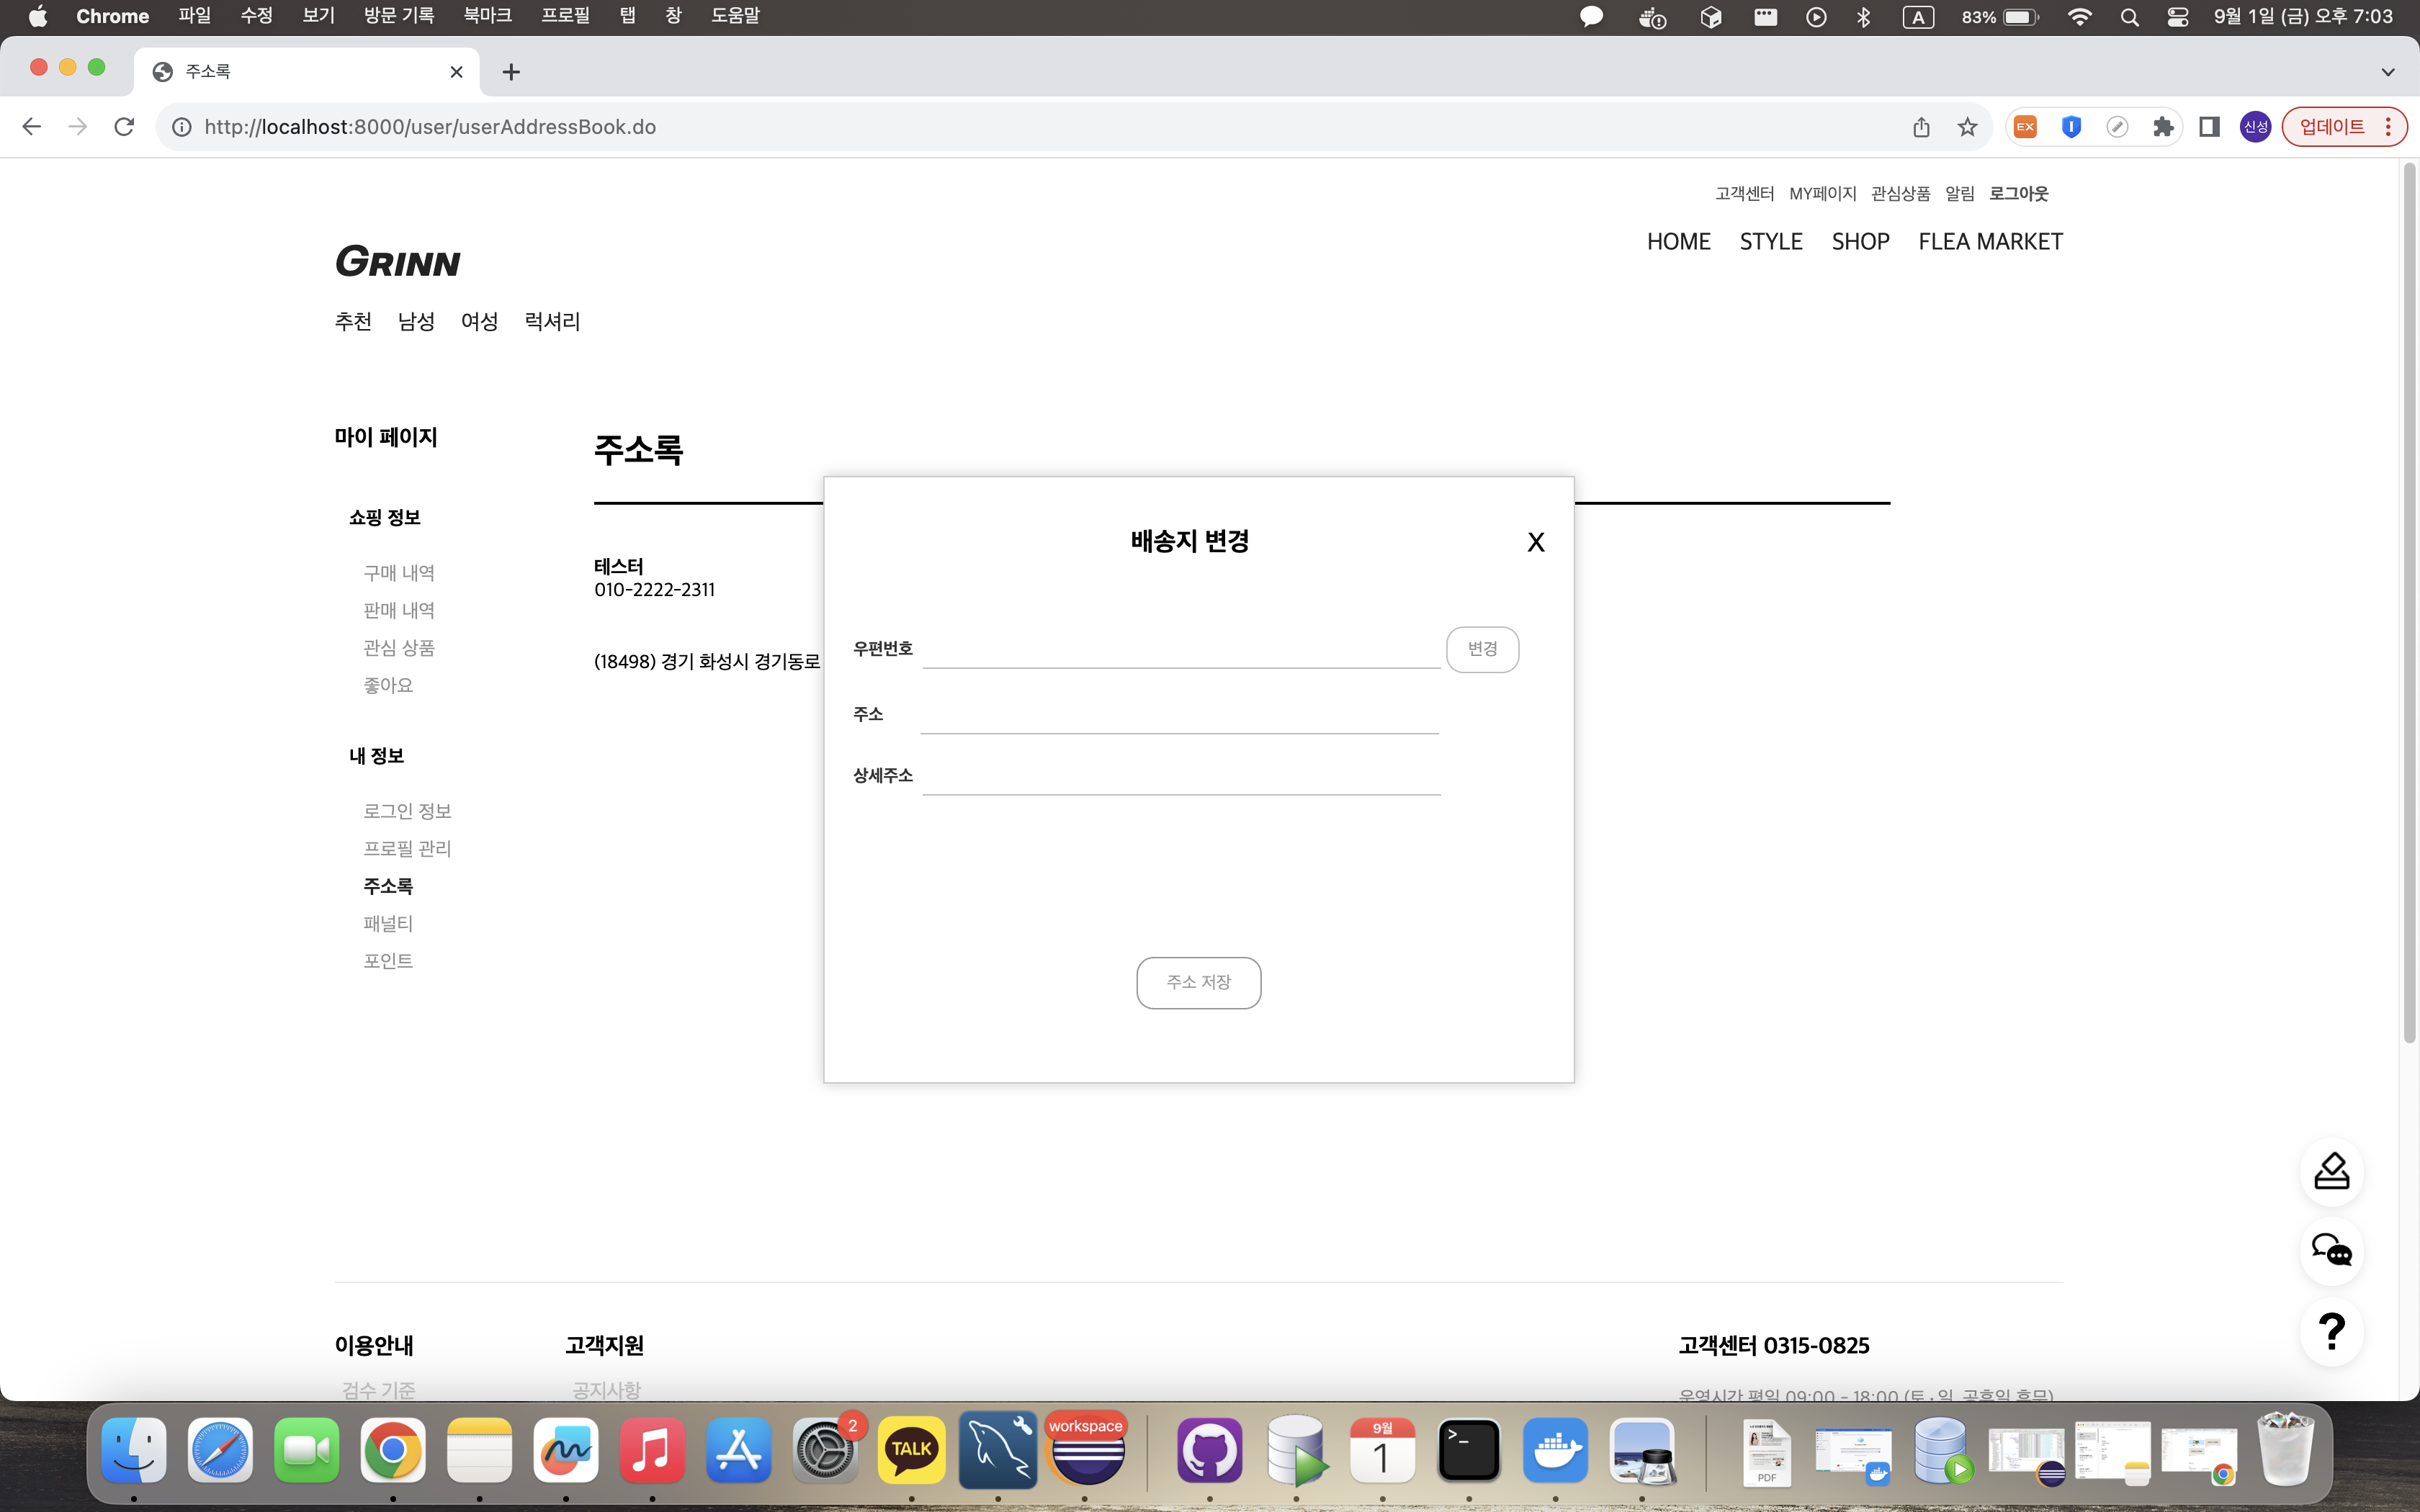 Chrome 파일 수정 보기 방문 기록 북마크 프로필 탭 창 도움말 A 83% 9월 1일 (금) 오후 7:03
주소록
http://localhost:8000/user/userAddressBook.do EX 신성 업데이트
고객센터 MY페이지 관심상품 알림 로그아웃
HOME STYLE SHOP FLEA MARKET
GRINN
추천 남성 여성 럭셔리
마이 페이지
쇼핑 정보
구매 내역
판매 내역
관심 상품
좋아요
내 정보
로그인 정보
프로필 관리
주소록
패널티
포인트
주소록
테스터
010-2222-2311
(18498) 경기 화성시 경기동로
배송지 변경 X
우편번호 변경
주소
상세주소
주소 저장
이용안내 고객지원 고객센터 0315-0825
검수 기준 공지사항 운영시간 평일 09:00 - 18:00 (토·일, 공휴일 휴무)
?
2 TALK workspace 9월 1 >_ PDF